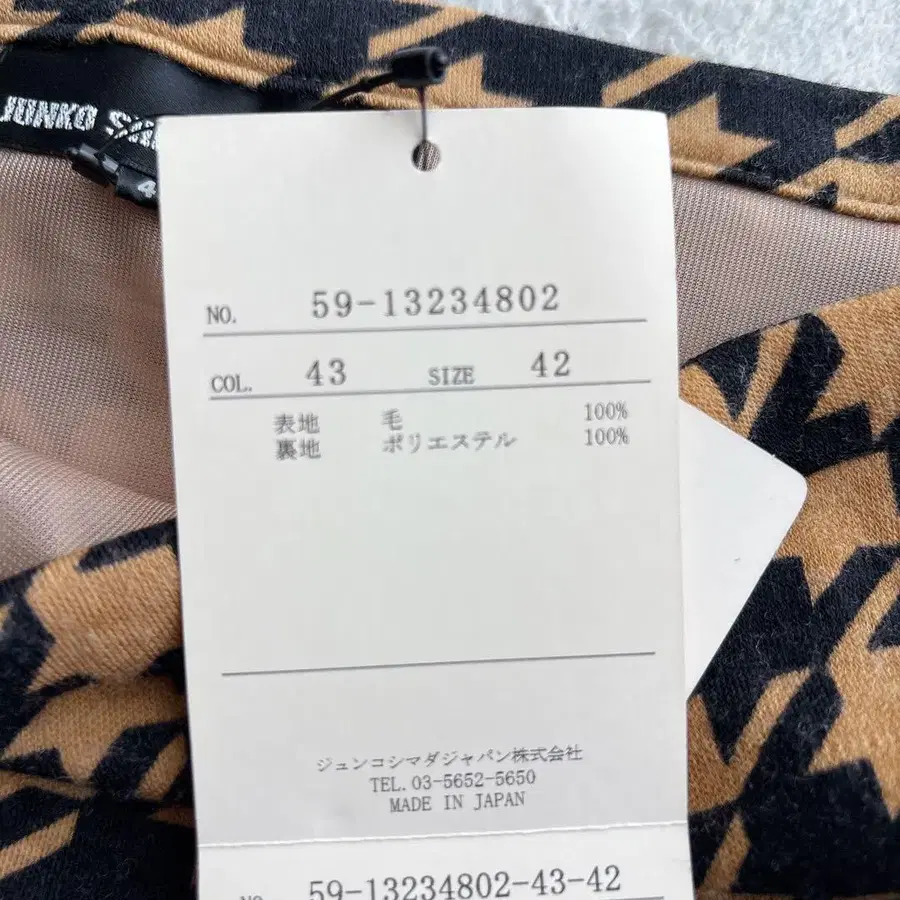 JUNKO
4
NO. 59-13234802
COL. 43 SIZE 42
表地 毛 100%
裏地 ポリエステル 100%
ジュンコシマダジャパン株式会社
TEL.03-5652-5650
MADE IN JAPAN
NO. 59-13234802-43-42